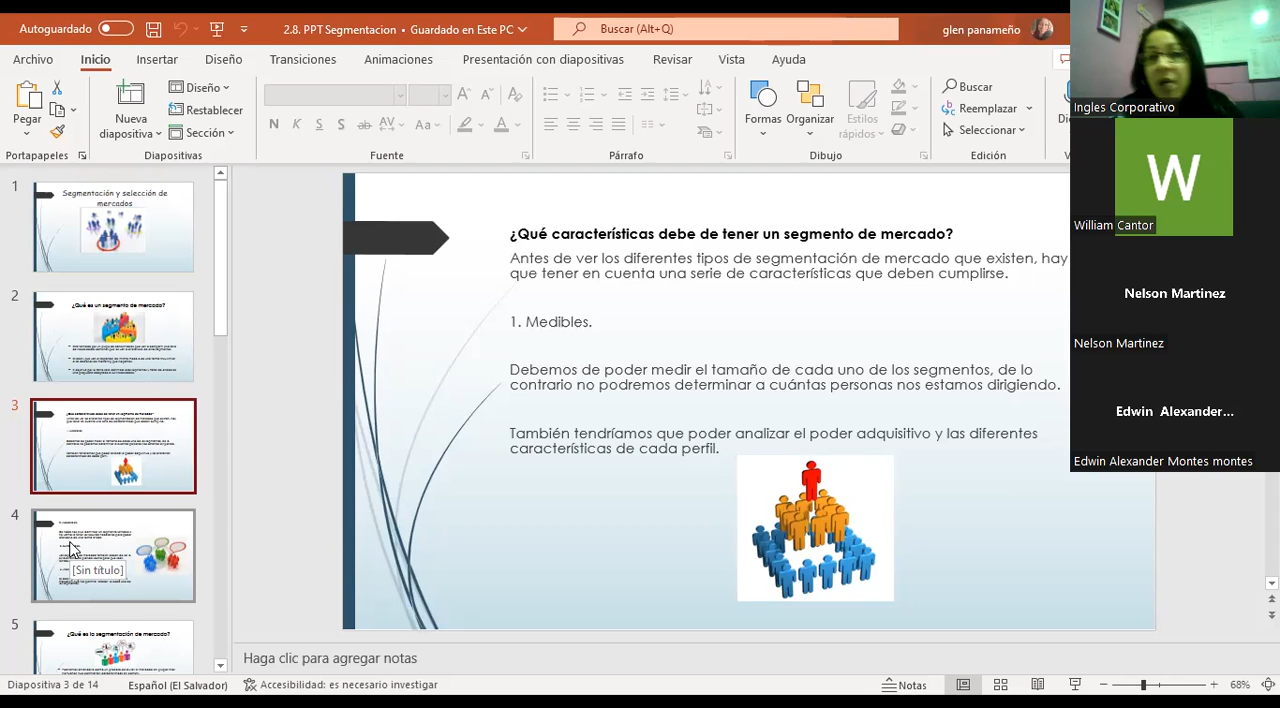 Autoguardado
2.8. PPT Segmentacion • Guardado en Este PC
Buscar (Alt+Q)
glen panameño
Archivo
Inicio
Insertar
Diseño
Transiciones
Animaciones
Presentación con diapositivas
Revisar
Vista
Ayuda
Pegar
Nueva
diapositiva
Diseño
Restablecer
Sección
N K S S ab AV Aa A
Formas
Organizar
Estilos
rápidos
Buscar
Reemplazar
Seleccionar
Portapapeles
Diapositivas
Fuente
Párrafo
Dibujo
Edición
1
Segmentación y selección de
mercados
2
¿Qué es un segmento de mercado?
3
4
[Sin título]
5
¿Qué es la segmentación de mercado?
¿Qué características debe de tener un segmento de mercado?
Antes de ver los diferentes tipos de segmentación de mercado que existen, hay
que tener en cuenta una serie de características que deben cumplirse.
1. Medibles.
Debemos de poder medir el tamaño de cada uno de los segmentos, de lo
contrario no podremos determinar a cuántas personas nos estamos dirigiendo.
También tendríamos que poder analizar el poder adquisitivo y las diferentes
características de cada perfil.
Haga clic para agregar notas
Diapositiva 3 de 14
Español (El Salvador)
Accesibilidad: es necesario investigar
Notas
68%
Ingles Corporativo
W
William Cantor
Nelson Martinez
Nelson Martinez
Edwin Alexander...
Edwin Alexander Montes montes